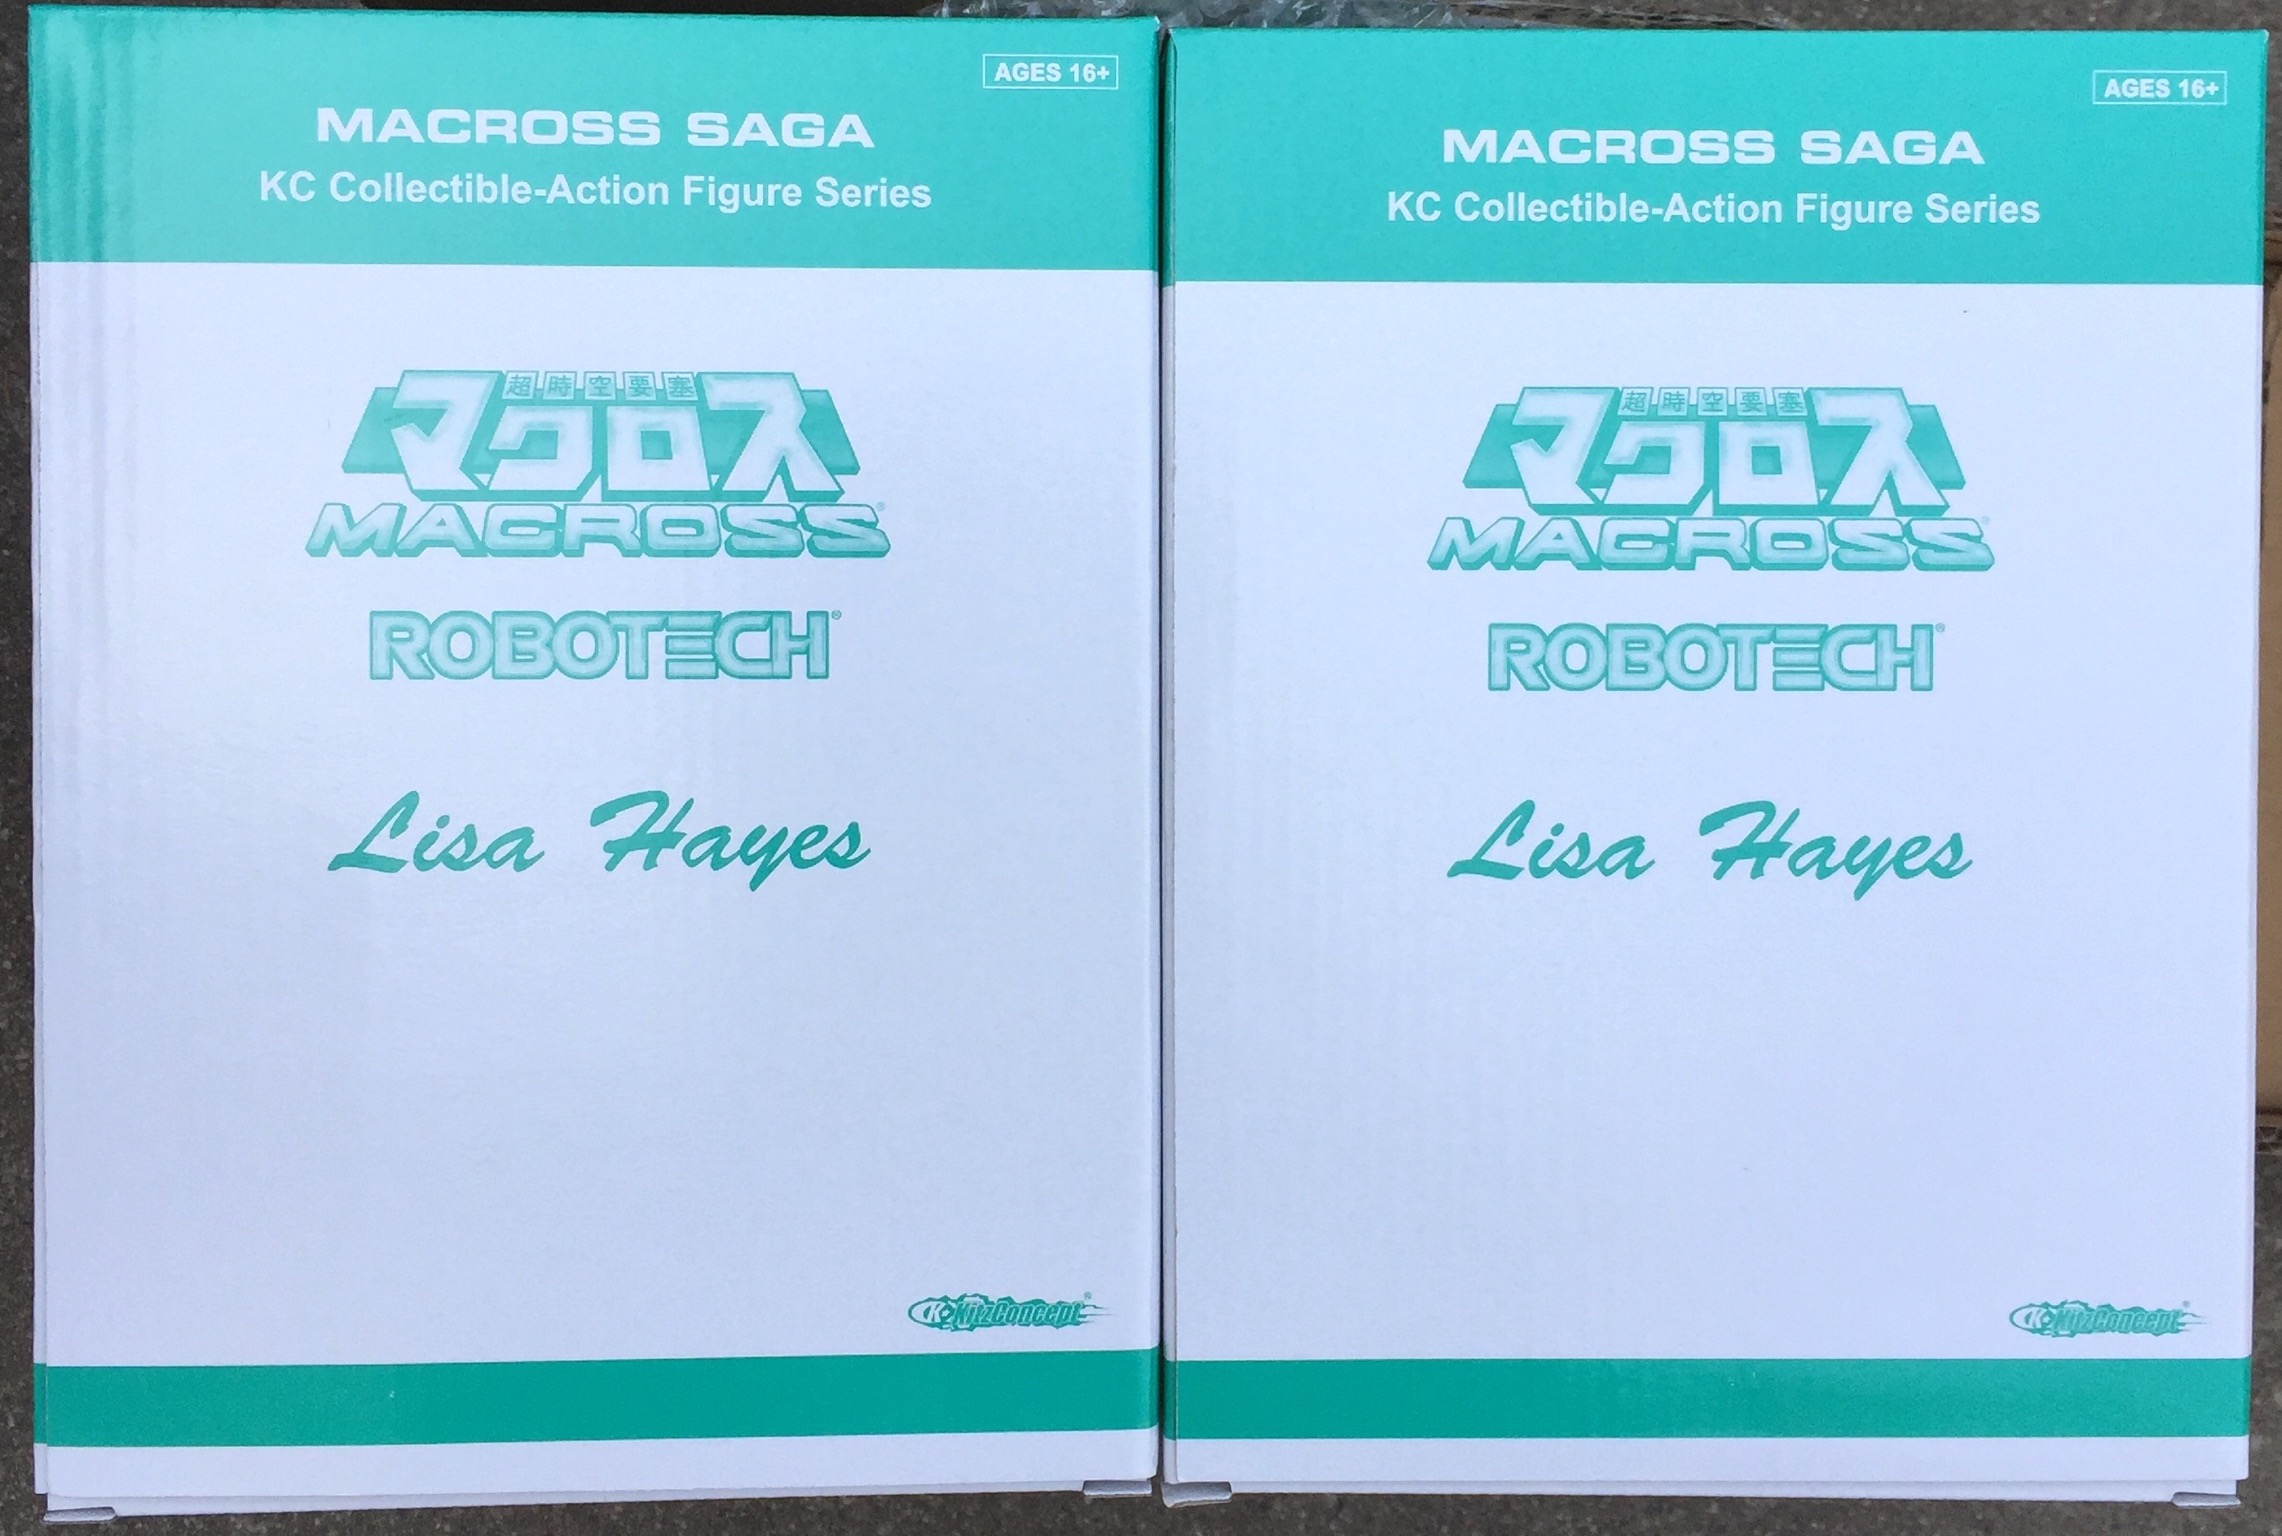 AGES 16+
MACROSS SAGA
KC Collectible-Action Figure Series
超時空要塞
マクロス
MACROSS®
ROBOTECH®
Lisa Hayes
K KitzConcept®
AGES 16+
MACROSS SAGA
KC Collectible-Action Figure Series
超時空要塞
マクロス
MACROSS®
ROBOTECH®
Lisa Hayes
K KitzConcept®